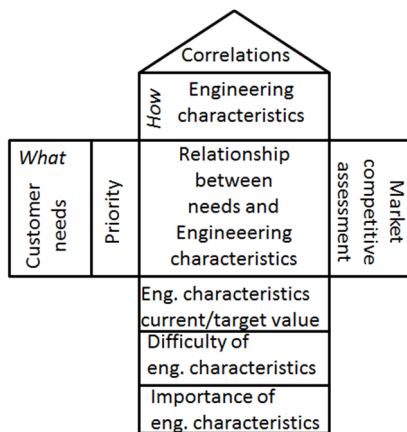 Correlations
How
Engineering
characteristics
What
Customer
needs
Priority
Relationship
between
needs and
Engineeering
characteristics
Market
competitive
assessment
Eng. characteristics
current/target value
Difficulty of
eng. characteristics
Importance of
eng. characteristics